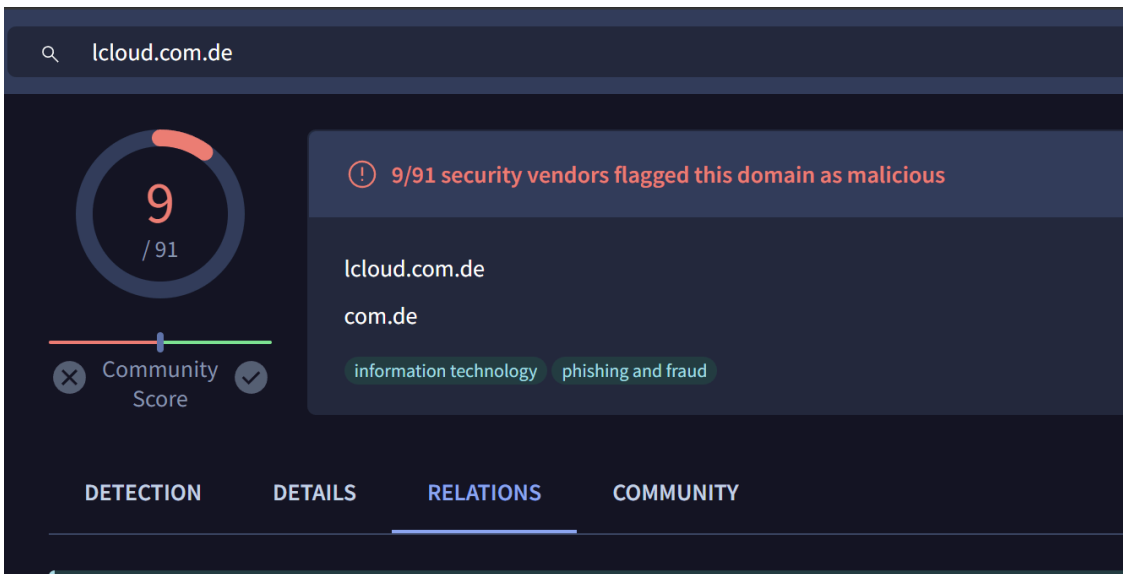 lcloud.com.de
9
/ 91
Community
Score
9/91 security vendors flagged this domain as malicious
lcloud.com.de
com.de
information technology phishing and fraud
DETECTION DETAILS RELATIONS COMMUNITY